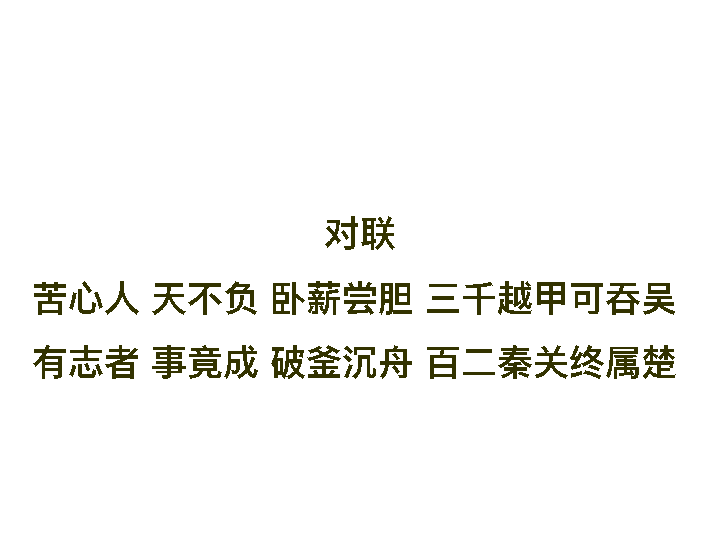 对联
苦心人 天不负 卧薪尝胆 三千越甲可吞吴
有志者 事竟成 破釜沉舟 百二秦关终属楚